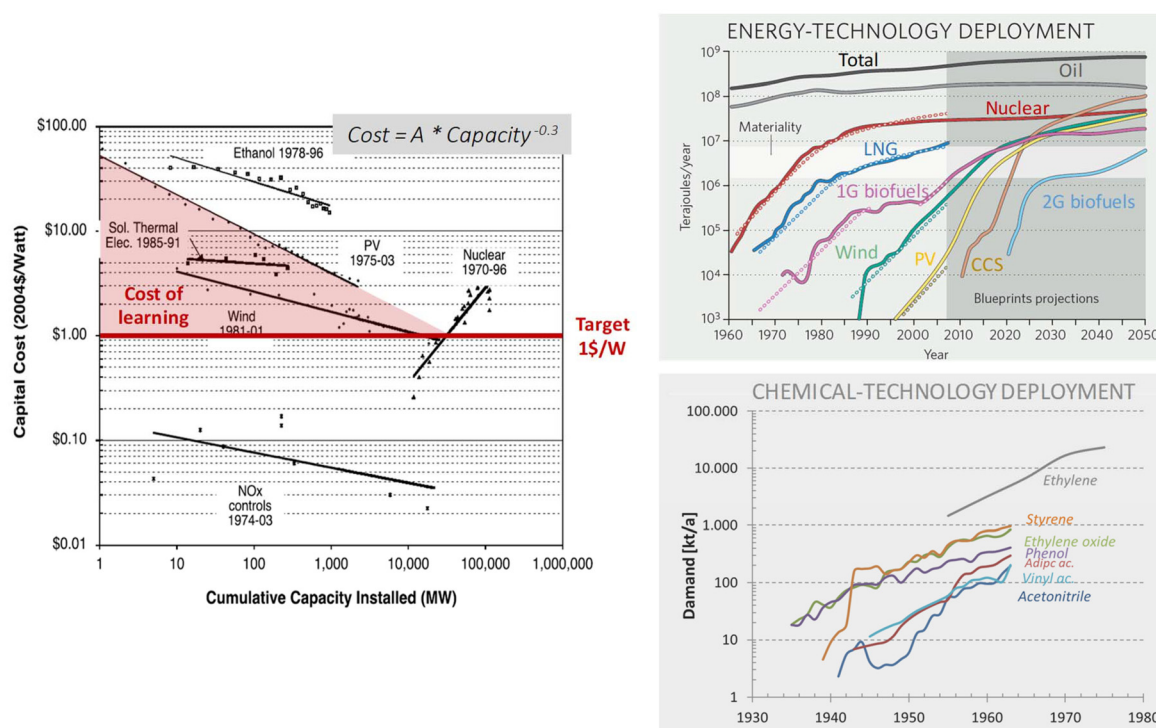 Cost = A * Capacity^-0.3
$100.00
$10.00
$1.00
$0.10
$0.01
Capital Cost (2004$/Watt)
Ethanol 1978-96
Sol. Thermal
Elec. 1985-91
PV
1975-03
Nuclear
1970-96
Cost of
learning
Wind
1981-01
Target
1$/W
NOx
controls
1974-03
1
10
100
1,000
10,000
100,000
1,000,000
Cumulative Capacity Installed (MW)
ENERGY-TECHNOLOGY DEPLOYMENT
10^9
10^8
10^7
10^6
10^5
10^4
10^3
Terajoules/year
Total
Oil
Nuclear
Materiality
LNG
1G biofuels
2G biofuels
Wind
PV
CCS
Blueprints projections
1960
1970
1980
1990
2000
2010
2020
2030
2040
2050
Year
CHEMICAL-TECHNOLOGY DEPLOYMENT
100.000
10.000
1.000
100
10
1
Damand [kt/a]
Ethylene
Styrene
Ethylene oxide
Phenol
Adipc ac.
Vinyl ac.
Acetonitrile
1930
1940
1950
1960
1970
1980